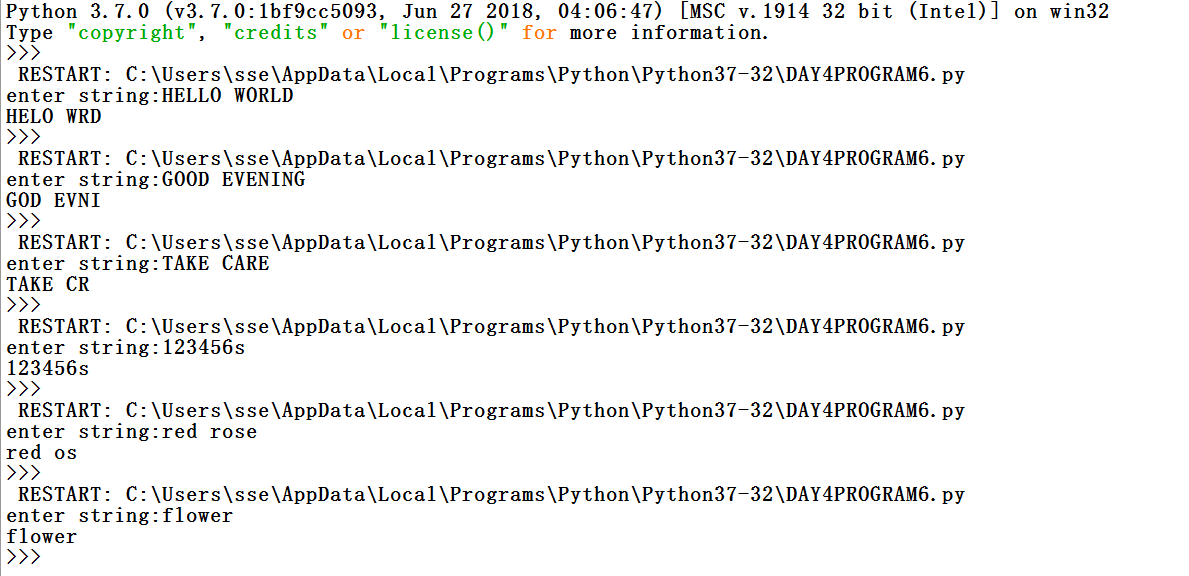 Python 3.7.0 (v3.7.0:1bf9cc5093, Jun 27 2018, 04:06:47) [MSC v.1914 32 bit (Intel)] on win32
Type "copyright", "credits" or "license()" for more information.
>>>
 RESTART: C:\Users\sse\AppData\Local\Programs\Python\Python37-32\DAY4PROGRAM6.py
enter string:HELLO WORLD
HELO WRD
>>>
 RESTART: C:\Users\sse\AppData\Local\Programs\Python\Python37-32\DAY4PROGRAM6.py
enter string:GOOD EVENING
GOD EVNI
>>>
 RESTART: C:\Users\sse\AppData\Local\Programs\Python\Python37-32\DAY4PROGRAM6.py
enter string:TAKE CARE
TAKE CR
>>>
 RESTART: C:\Users\sse\AppData\Local\Programs\Python\Python37-32\DAY4PROGRAM6.py
enter string:123456s
123456s
>>>
 RESTART: C:\Users\sse\AppData\Local\Programs\Python\Python37-32\DAY4PROGRAM6.py
enter string:red rose
red os
>>>
 RESTART: C:\Users\sse\AppData\Local\Programs\Python\Python37-32\DAY4PROGRAM6.py
enter string:flower
flower
>>>